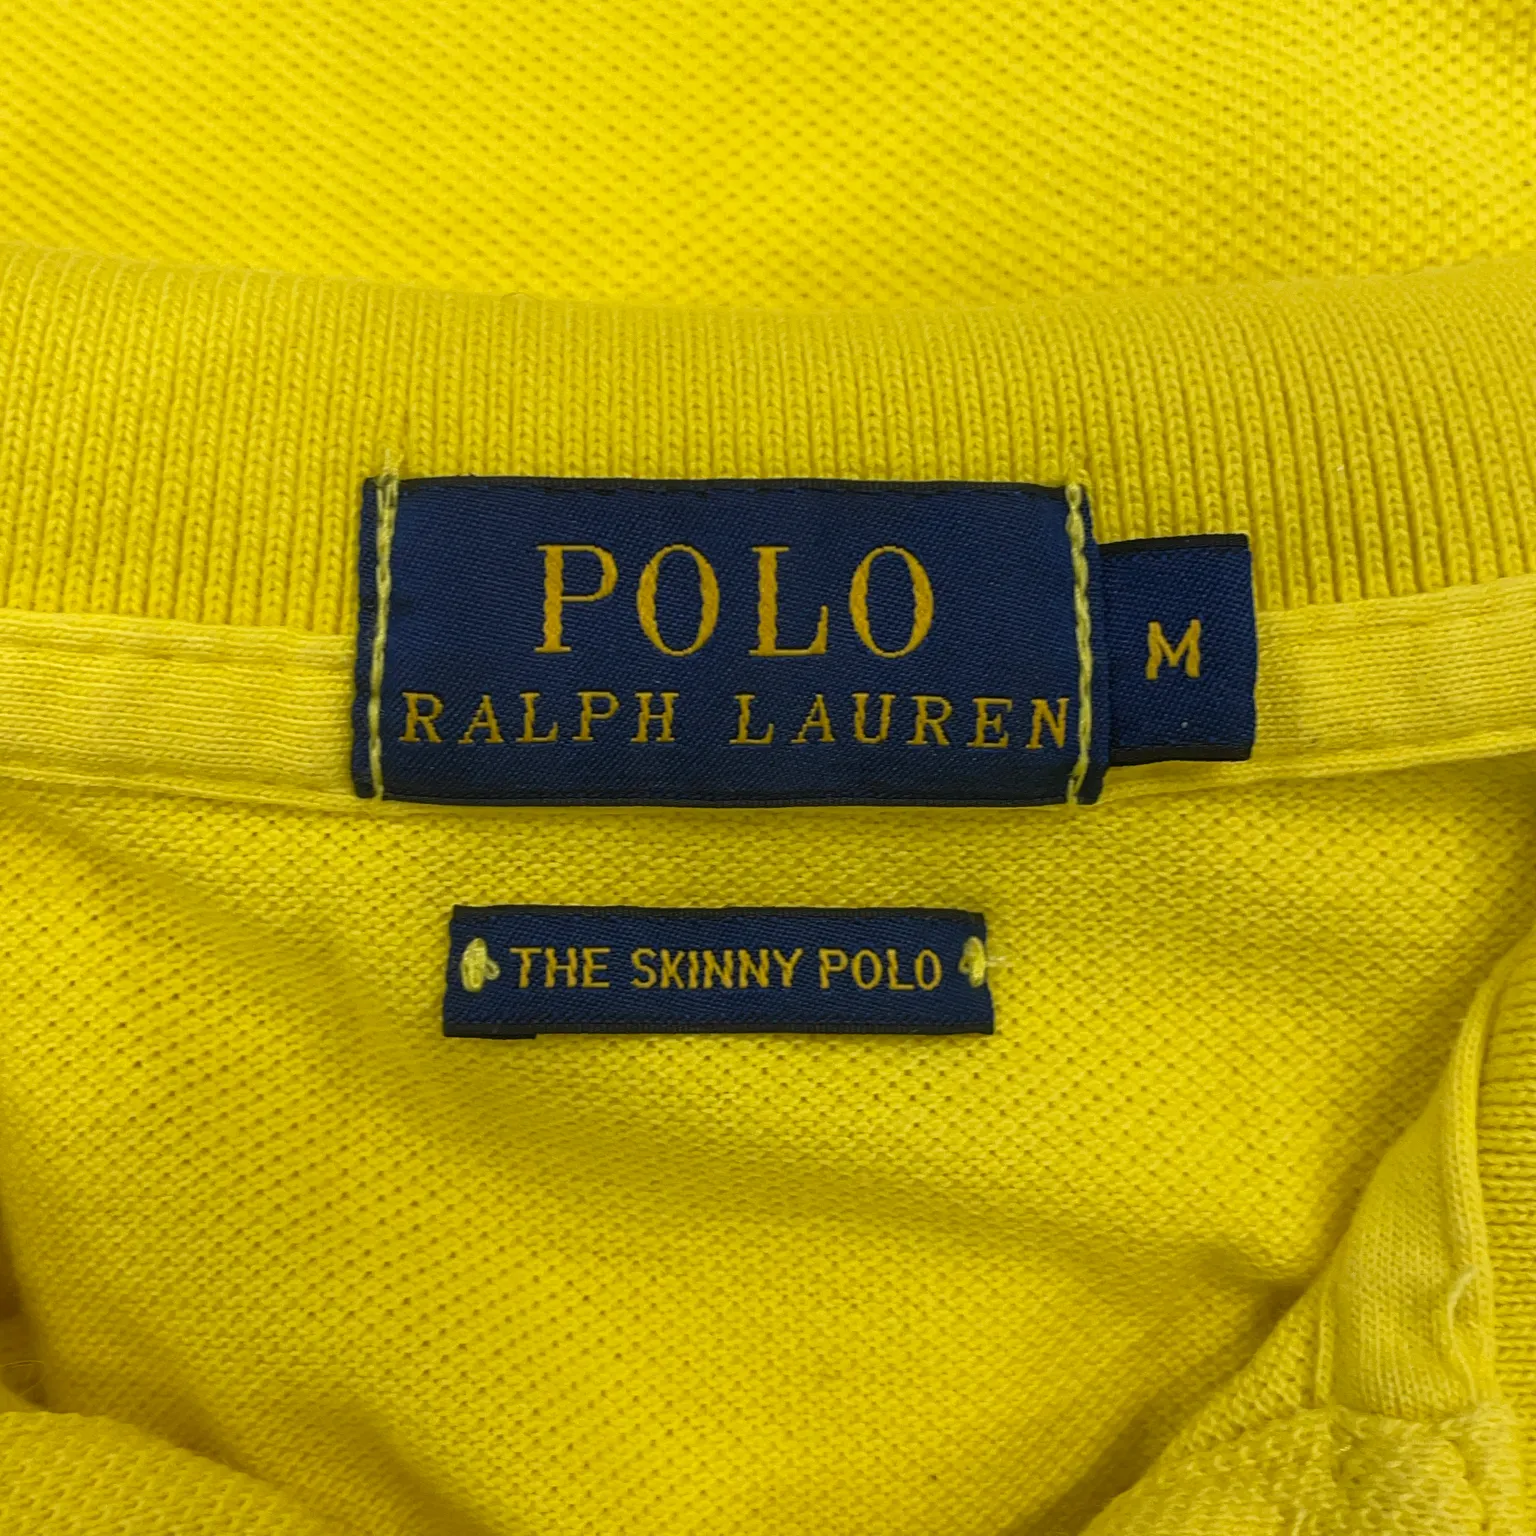 POLO
RALPH LAUREN
M
THE SKINNY POLO